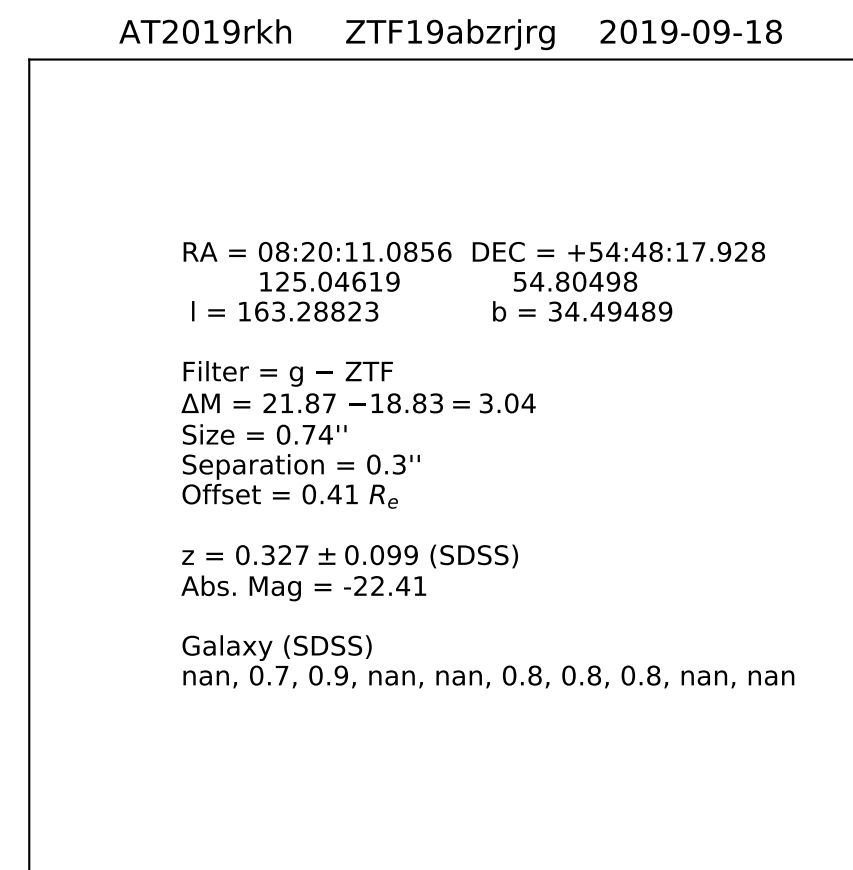 AT2019rkh ZTF19abzrjrg 2019-09-18
RA = 08:20:11.0856 DEC = +54:48:17.928
125.04619 54.80498
l = 163.28823 b = 34.49489
Filter = g − ZTF
ΔM = 21.87 −18.83 = 3.04
Size = 0.74''
Separation = 0.3''
Offset = 0.41 Rₑ
z = 0.327 ± 0.099 (SDSS)
Abs. Mag = -22.41
Galaxy (SDSS)
nan, 0.7, 0.9, nan, nan, 0.8, 0.8, 0.8, nan, nan